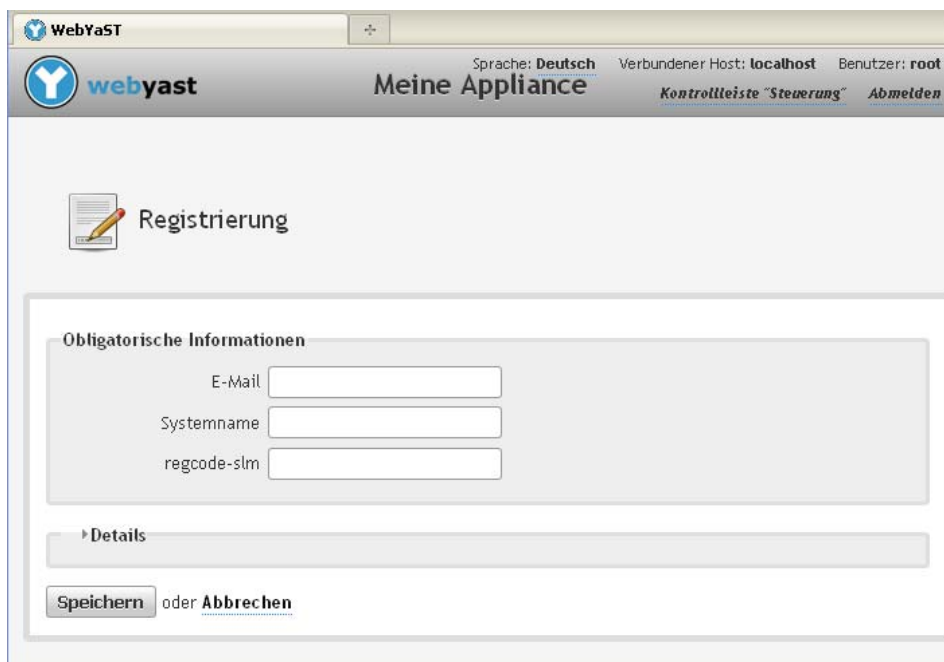 WebYaST
webyast
Meine Appliance
Sprache: Deutsch Verbundener Host: localhost Benutzer: root
Kontrollleiste "Steuerung" Abmelden
Registrierung
Obligatorische Informationen
E-Mail
Systemname
regcode-slm
Details
Speichern oder Abbrechen